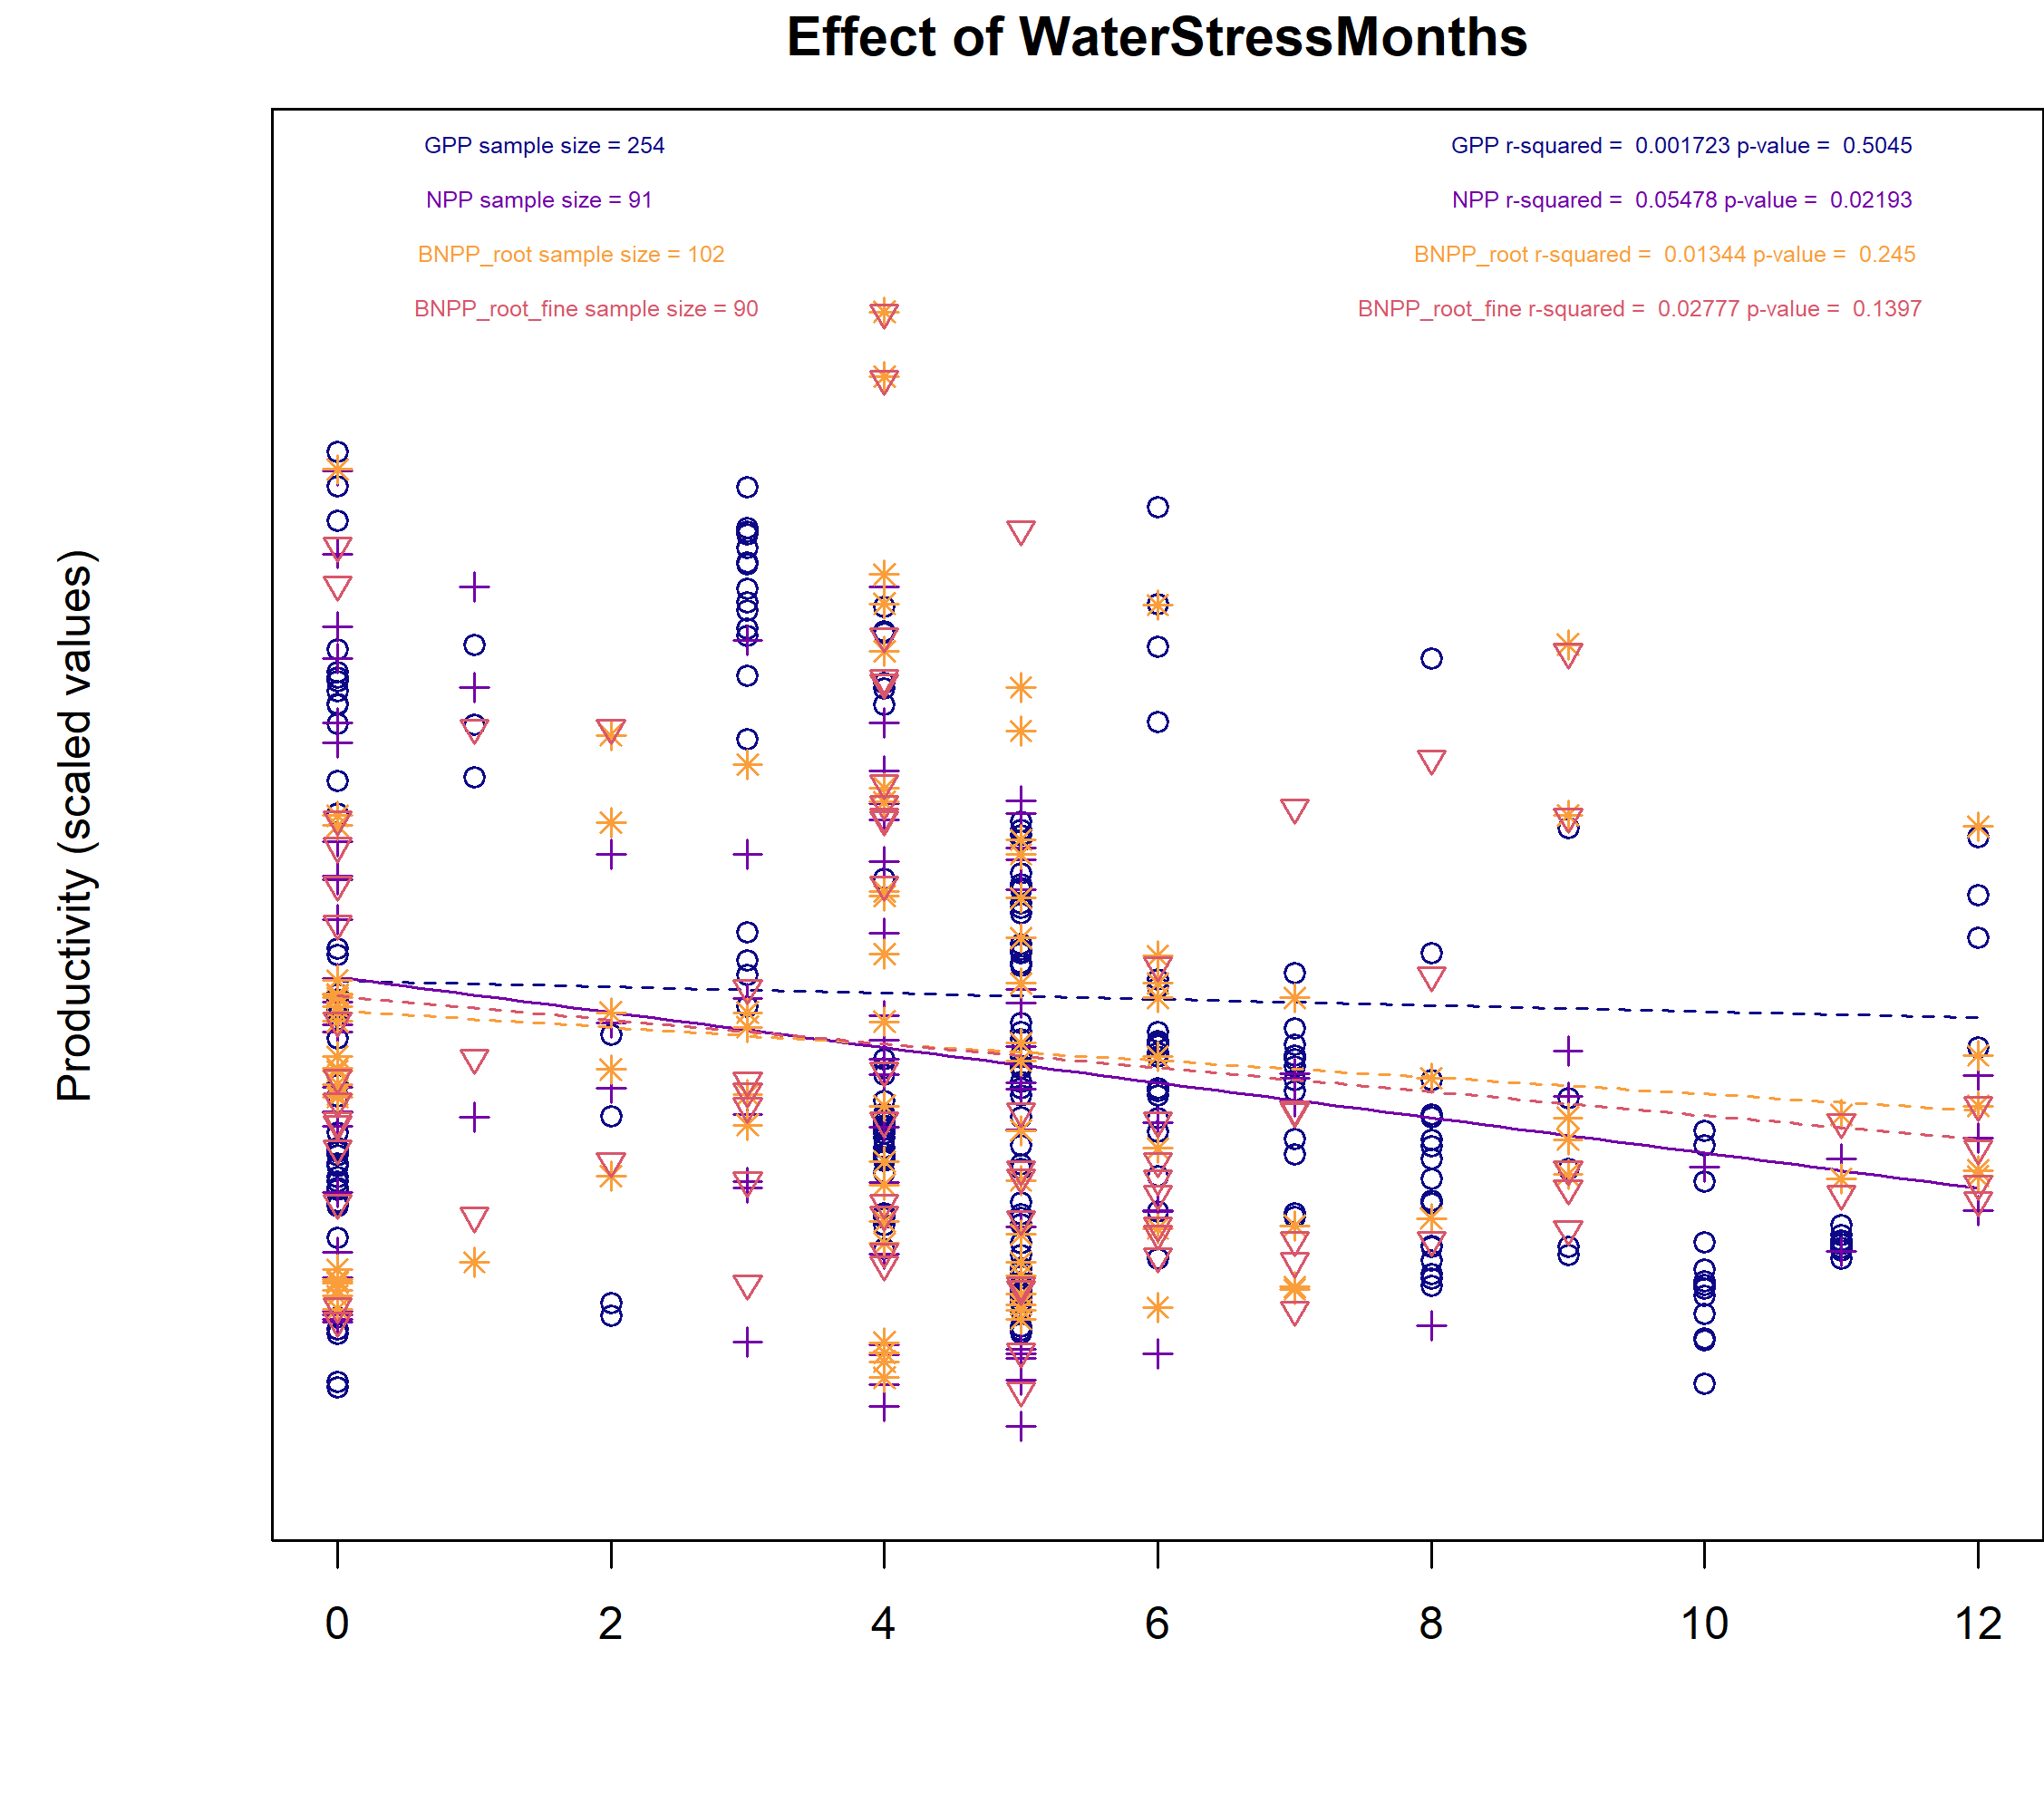 Effect of WaterStressMonths
GPP sample size = 254
GPP r-squared =  0.001723 p-value =  0.5045
NPP sample size = 91
NPP r-squared =  0.05478 p-value =  0.02193
BNPP_root sample size = 102
BNPP_root r-squared =  0.01344 p-value =  0.245
BNPP_root_fine sample size = 90
BNPP_root_fine r-squared =  0.02777 p-value =  0.1397
Productivity (scaled values)
0 2 4 6 8 10 12